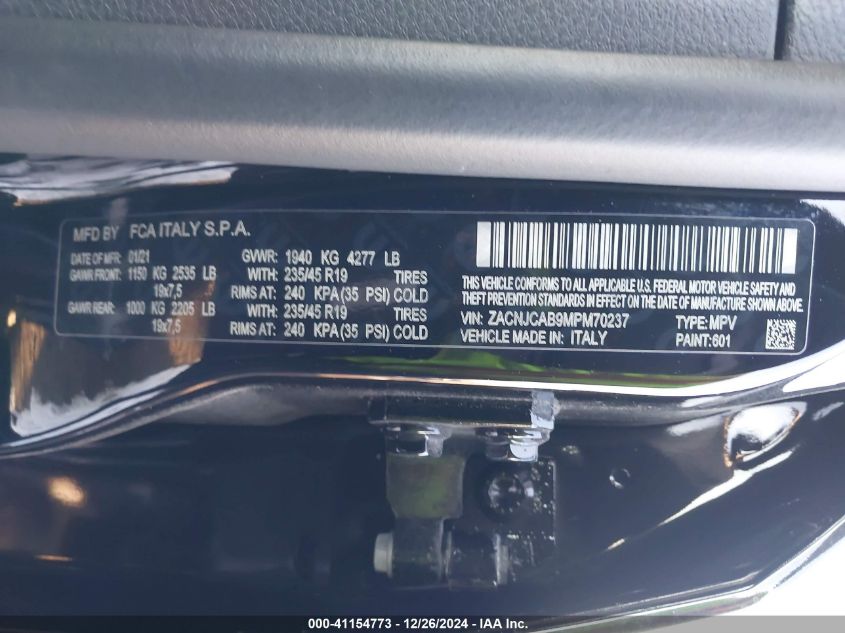 MFD BY FCA ITALY S.P.A.
DATE OF MFR: 01/21 GVWR: 1940 KG 4277 LB
GAWR FRONT: 1150 KG 2535 LB WITH: 235/45 R19 TIRES
19x7,5 RIMS AT: 240 KPA(35 PSI) COLD
GAWR REAR: 1000 KG 2205 LB WITH: 235/45 R19 TIRES
19x7,5 RIMS AT: 240 KPA(35 PSI) COLD
THIS VEHICLE CONFORMS TO ALL APPLICABLE U.S. FEDERAL MOTOR VEHICLE SAFETY AND
THEFT PREVENTION STANDARDS IN EFFECT ON THE DATE OF MANUFACTURE SHOWN ABOVE.
VIN: ZACNJCAB9MPM70237 TYPE: MPV
VEHICLE MADE IN: ITALY PAINT:601
000-41154773 - 12/26/2024 - IAA Inc.